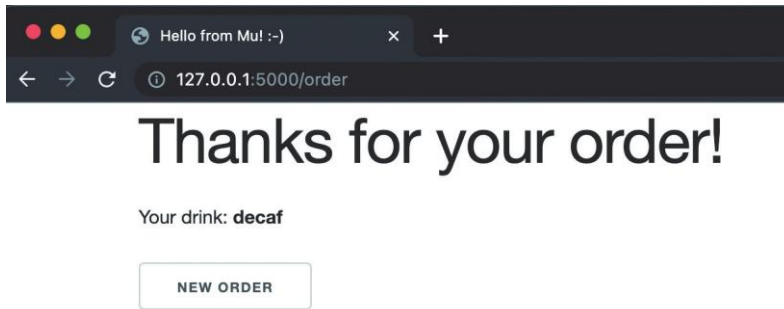 Hello from Mu! :-)
127.0.0.1:5000/order
Thanks for your order!
Your drink: decaf
NEW ORDER